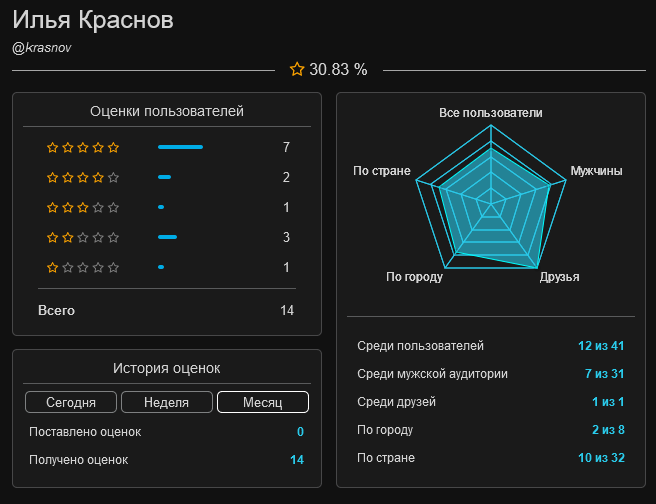 Илья Краснов
@krasnov
30.83 %
Оценки пользователей
7
2
1
3
1
Всего 14
История оценок
Сегодня Неделя Месяц
Поставлено оценок 0
Получено оценок 14
Все пользователи
По стране Мужчины
По городу Друзья
Среди пользователей 12 из 41
Среди мужской аудитории 7 из 31
Среди друзей 1 из 1
По городу 2 из 8
По стране 10 из 32